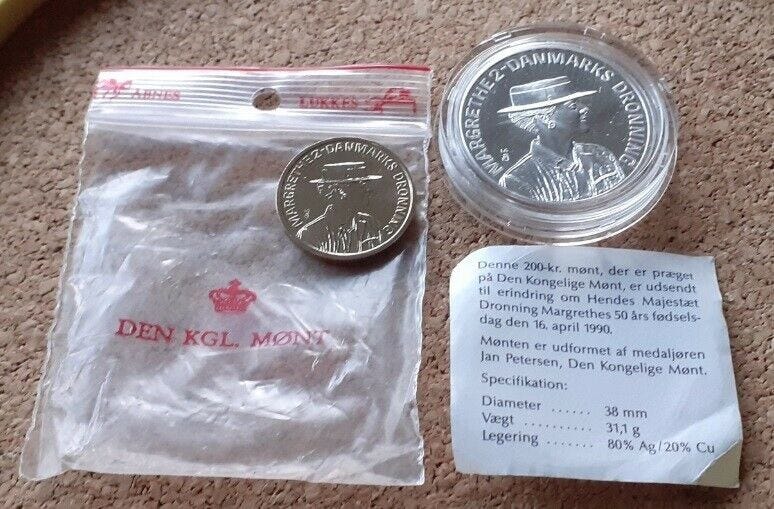 ÅBNES LUKKES
DEN KGL. MØNT
MARGRETHE 2 - DANMARKS DRONNING
MARGRETHE 2 - DANMARKS DRONNING
Denne 200-kr. mønt, der er præget
på Den Kongelige Mønt, er udsendt
til erindring om Hendes Majestæt
Dronning Margrethes 50 års fødsels-
dag den 16. april 1990.
Mønten er udformet af medaljøren
Jan Petersen, Den Kongelige Mønt.
Specifikation:
Diameter ...... 38 mm
Vægt .......... 31,1 g
Legering ....... 80% Ag/20% Cu